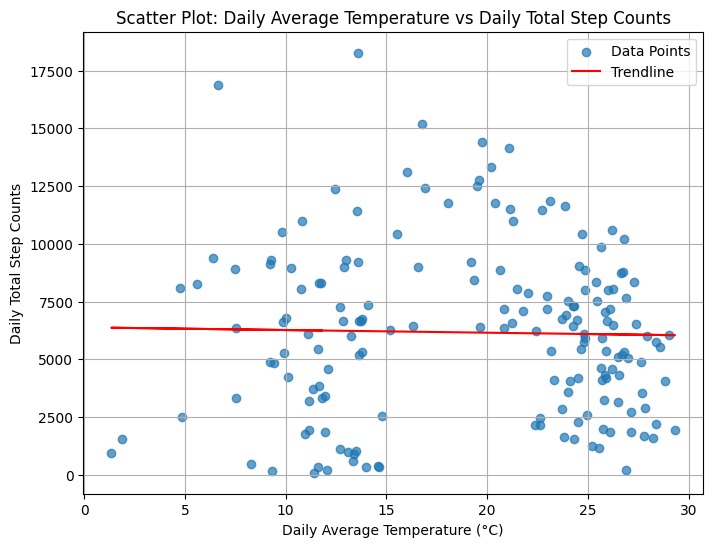 Scatter Plot: Daily Average Temperature vs Daily Total Step Counts
Data Points
Trendline
17500
15000
12500
10000
7500
5000
2500
0
Daily Total Step Counts
0 5 10 15 20 25 30
Daily Average Temperature (°C)